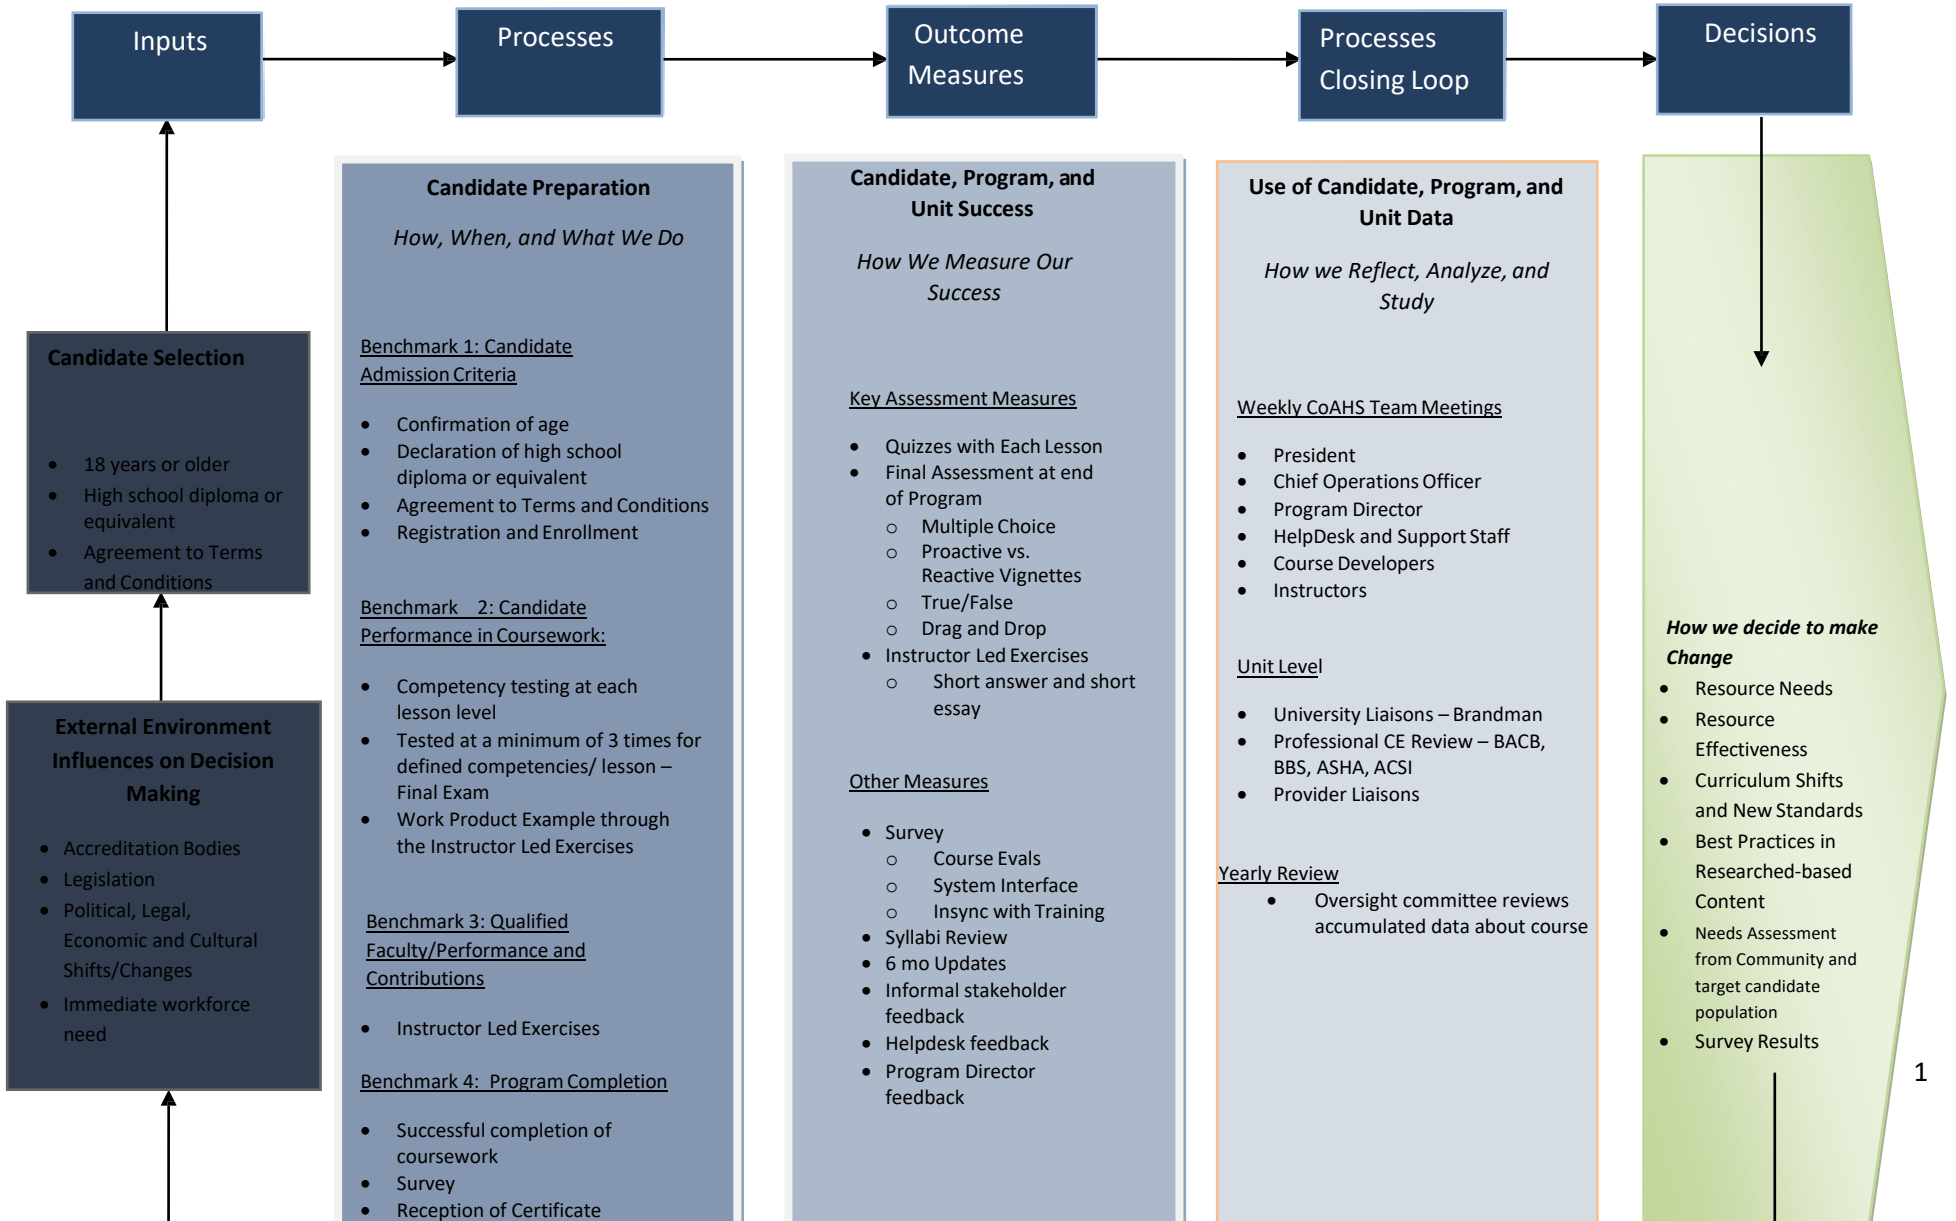 Inputs
Processes
Outcome
Measures
Processes
Closing Loop
Decisions
Candidate Selection
• 18 years or older
• High school diploma or
equivalent
• Agreement to Terms
and Conditions
External Environment
Influences on Decision
Making
• Accreditation Bodies
• Legislation
• Political, Legal,
Economic and Cultural
Shifts/Changes
• Immediate workforce
need
Candidate Preparation
How, When, and What We Do
Benchmark 1: Candidate
Admission Criteria
• Confirmation of age
• Declaration of high school
diploma or equivalent
• Agreement to Terms and Conditions
• Registration and Enrollment
Benchmark 2: Candidate
Performance in Coursework:
• Competency testing at each
lesson level
• Tested at a minimum of 3 times for
defined competencies/ lesson –
Final Exam
• Work Product Example through
the Instructor Led Exercises
Benchmark 3: Qualified
Faculty/Performance and
Contributions
• Instructor Led Exercises
Benchmark 4: Program Completion
• Successful completion of
coursework
• Survey
• Reception of Certificate
Candidate, Program, and
Unit Success
How We Measure Our
Success
Key Assessment Measures
• Quizzes with Each Lesson
• Final Assessment at end
of Program
o Multiple Choice
o Proactive vs.
Reactive Vignettes
o True/False
o Drag and Drop
• Instructor Led Exercises
o Short answer and short
essay
Other Measures
• Survey
o Course Evals
o System Interface
o Insync with Training
• Syllabi Review
• 6 mo Updates
• Informal stakeholder
feedback
• Helpdesk feedback
• Program Director
feedback
Use of Candidate, Program, and
Unit Data
How we Reflect, Analyze, and
Study
Weekly CoAHS Team Meetings
• President
• Chief Operations Officer
• Program Director
• HelpDesk and Support Staff
• Course Developers
• Instructors
Unit Level
• University Liaisons – Brandman
• Professional CE Review – BACB,
BBS, ASHA, ACSI
• Provider Liaisons
Yearly Review
• Oversight committee reviews
accumulated data about course
How we decide to make
Change
• Resource Needs
• Resource
Effectiveness
• Curriculum Shifts
and New Standards
• Best Practices in
Researched-based
Content
• Needs Assessment
from Community and
target candidate
population
• Survey Results
1